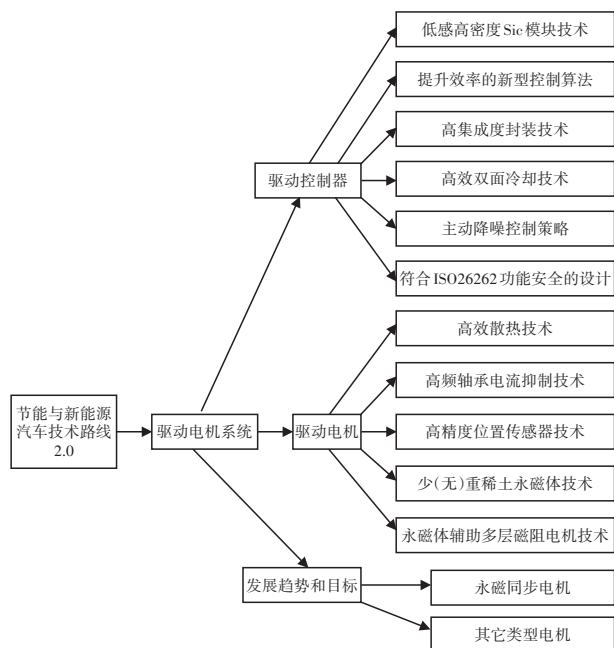 低感高密度Sic模块技术
提升效率的新型控制算法
高集成度封装技术
驱动控制器
高效双面冷却技术
主动降噪控制策略
符合ISO26262功能安全的设计
高效散热技术
高频轴承电流抑制技术
节能与新能源
汽车技术路线
2.0
驱动电机系统
驱动电机
高精度位置传感器技术
少(无)重稀土永磁体技术
永磁体辅助多层磁阻电机技术
发展趋势和目标
永磁同步电机
其它类型电机